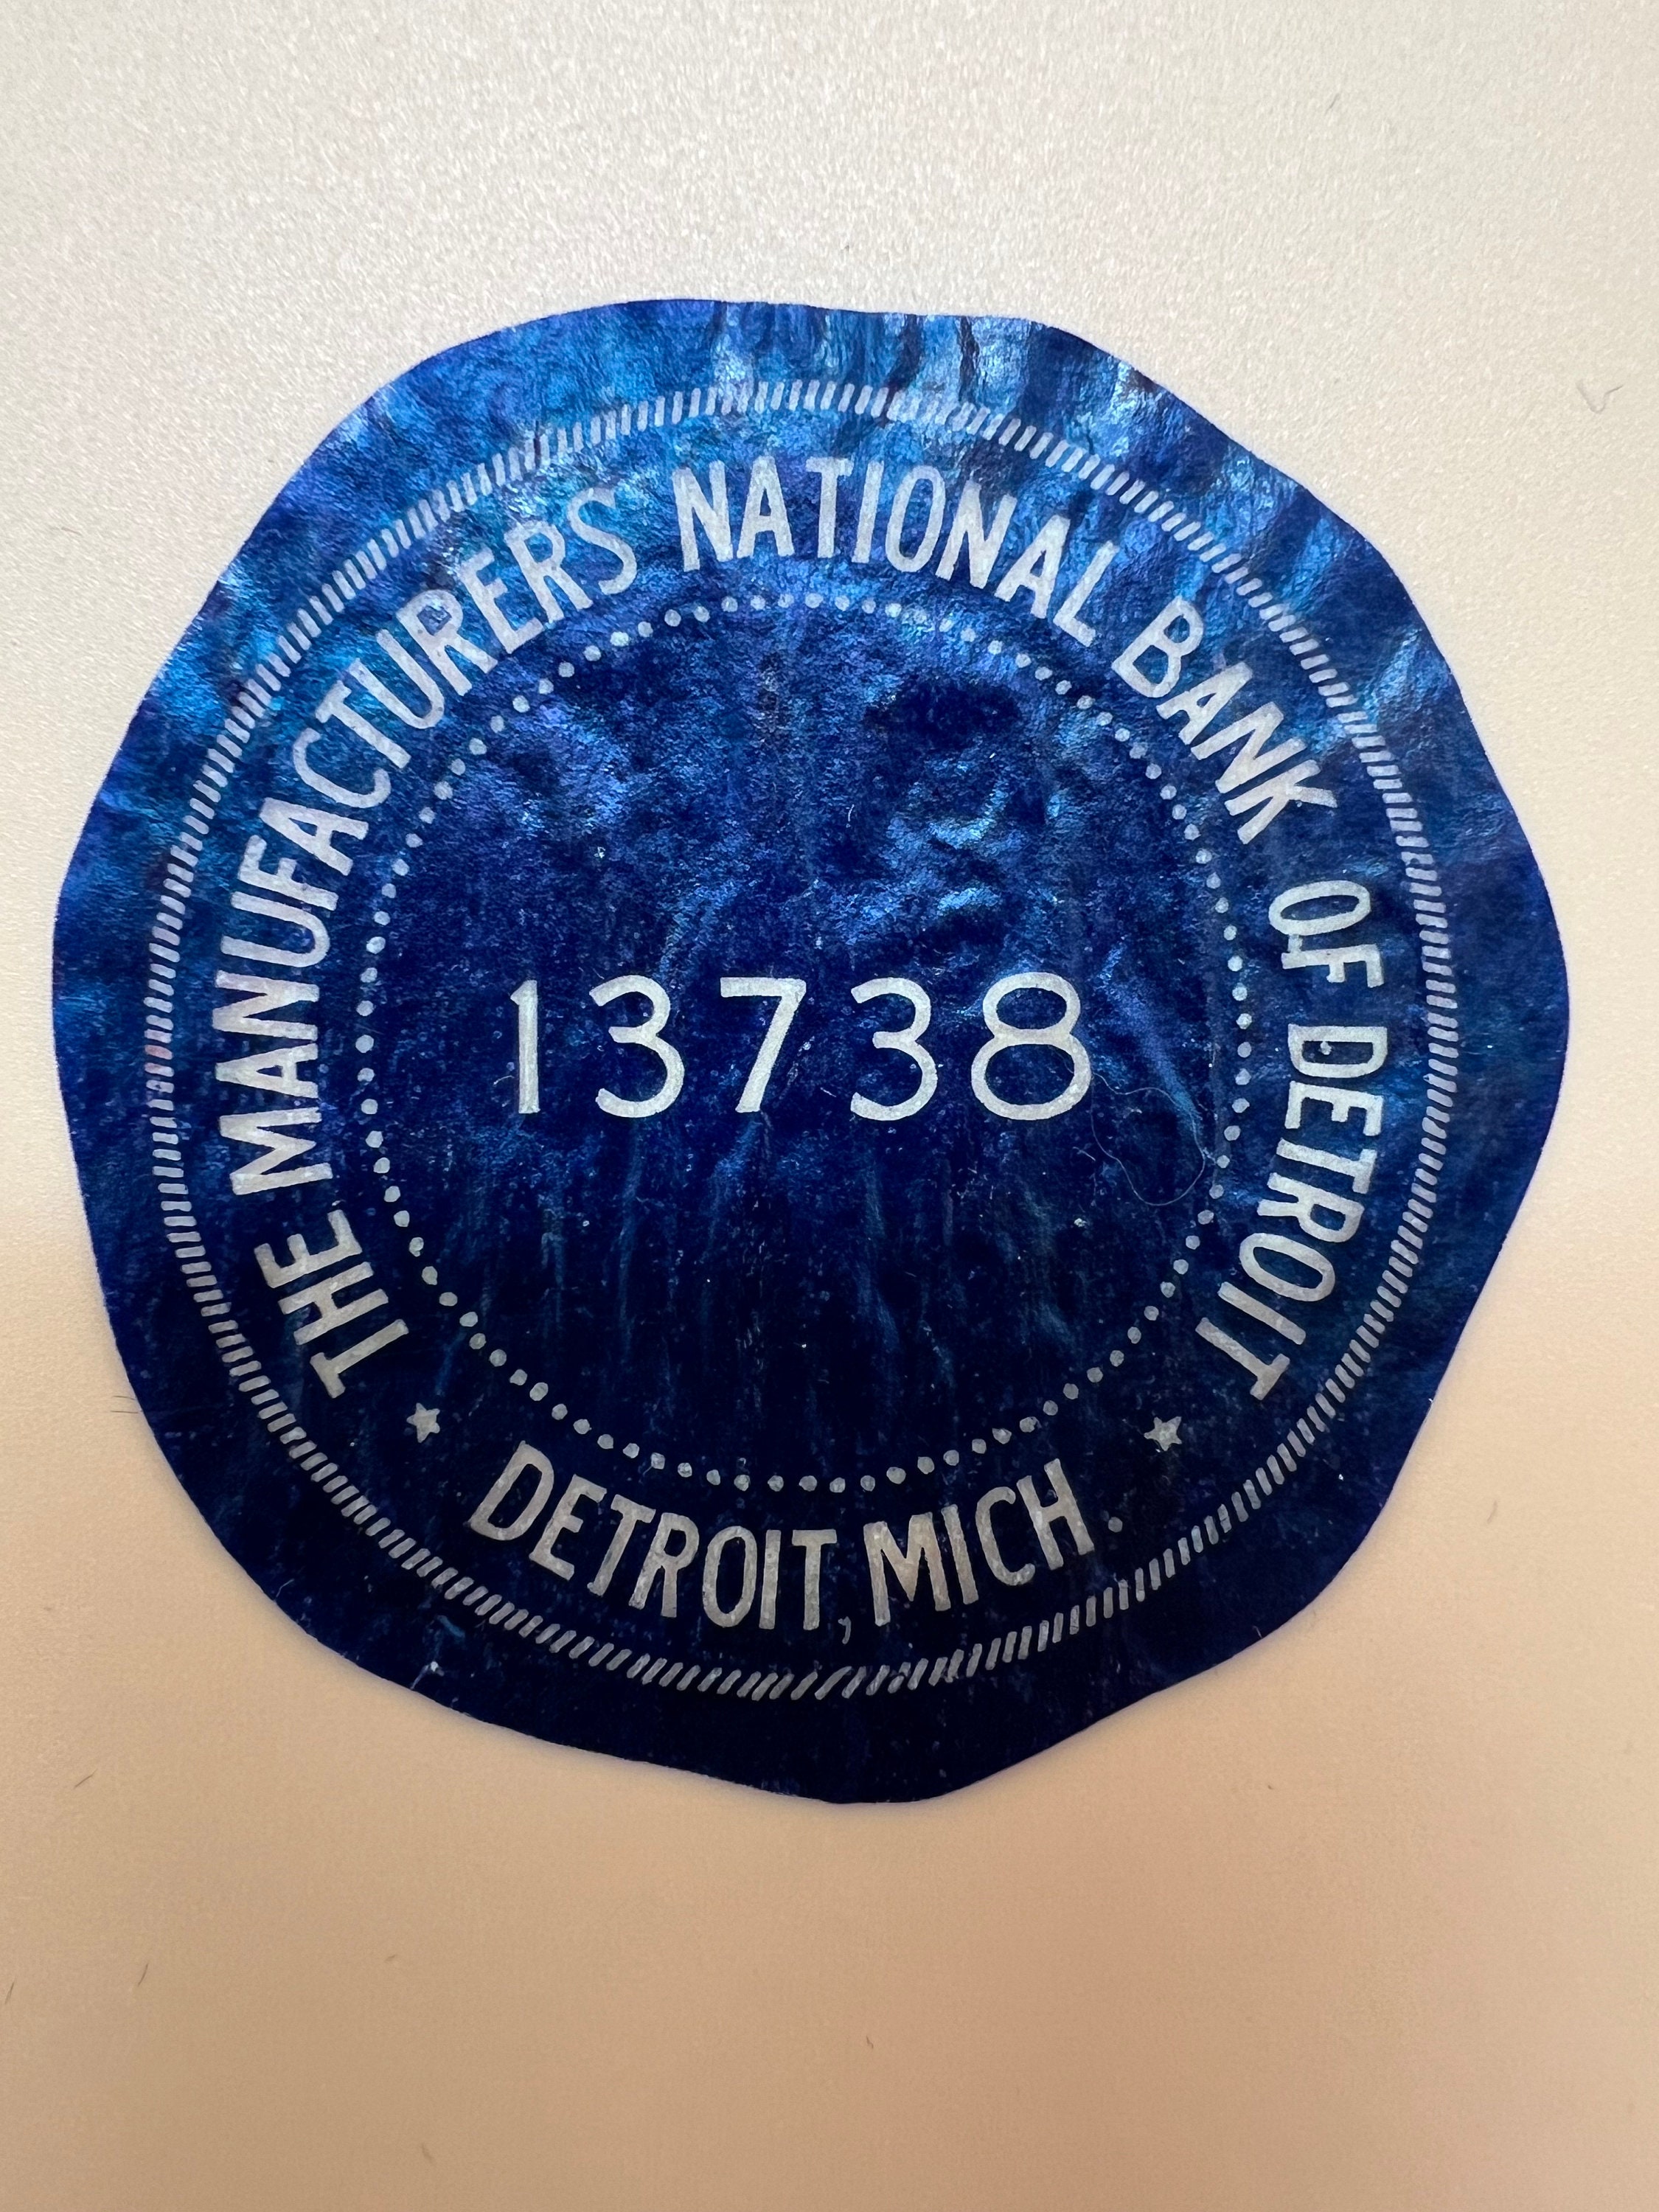 THE MANUFACTURERS NATIONAL BANK OF DETROIT
13738
DETROIT, MICH.